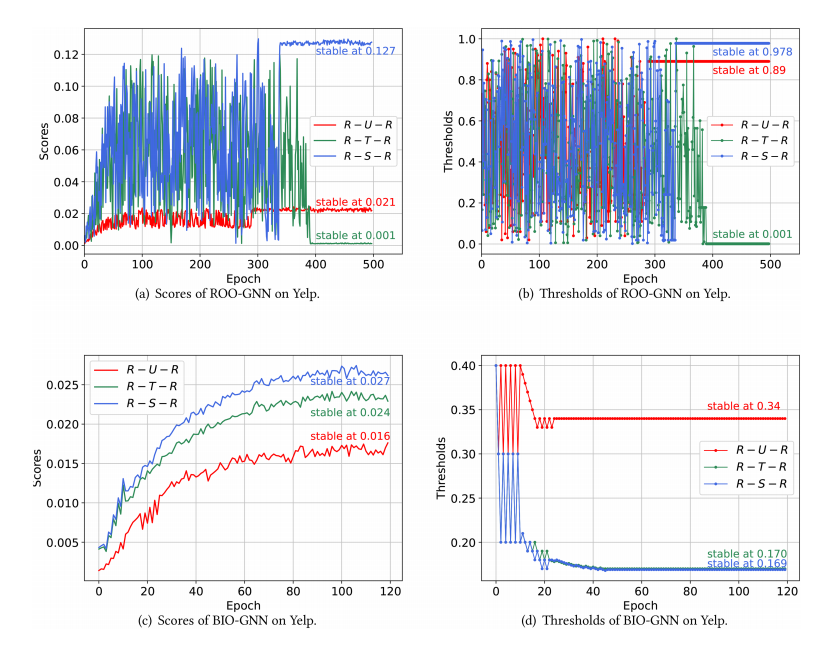 0.12
0.10
0.08
0.06
0.04
0.02
0.00
Scores
stable at 0.127
R − U − R
R − T − R
R − S − R
stable at 0.021
stable at 0.001
0 100 200 300 400 500
Epoch
(a) Scores of ROO-GNN on Yelp.
1.0
0.8
0.6
0.4
0.2
0.0
Thresholds
stable at 0.978
stable at 0.89
R − U − R
R − T − R
R − S − R
stable at 0.001
0 100 200 300 400 500
Epoch
(b) Thresholds of ROO-GNN on Yelp.
0.025
0.020
0.015
0.010
0.005
Scores
R − U − R
R − T − R
R − S − R
stable at 0.027
stable at 0.024
stable at 0.016
0 20 40 60 80 100 120
Epoch
(c) Scores of BIO-GNN on Yelp.
0.40
0.35
0.30
0.25
0.20
Thresholds
stable at 0.34
R − U − R
R − T − R
R − S − R
stable at 0.170
stable at 0.169
0 20 40 60 80 100 120
Epoch
(d) Thresholds of BIO-GNN on Yelp.